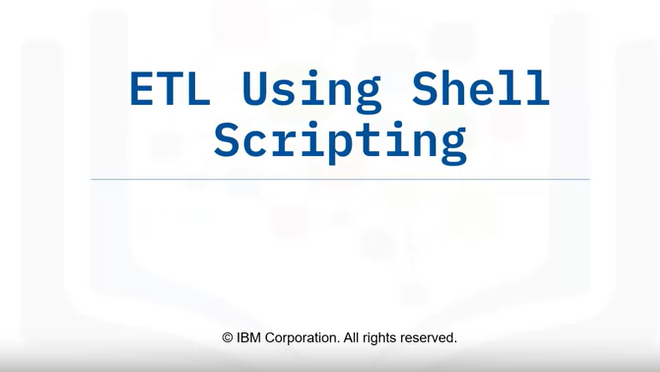 ETL Using Shell
Scripting
© IBM Corporation. All rights reserved.